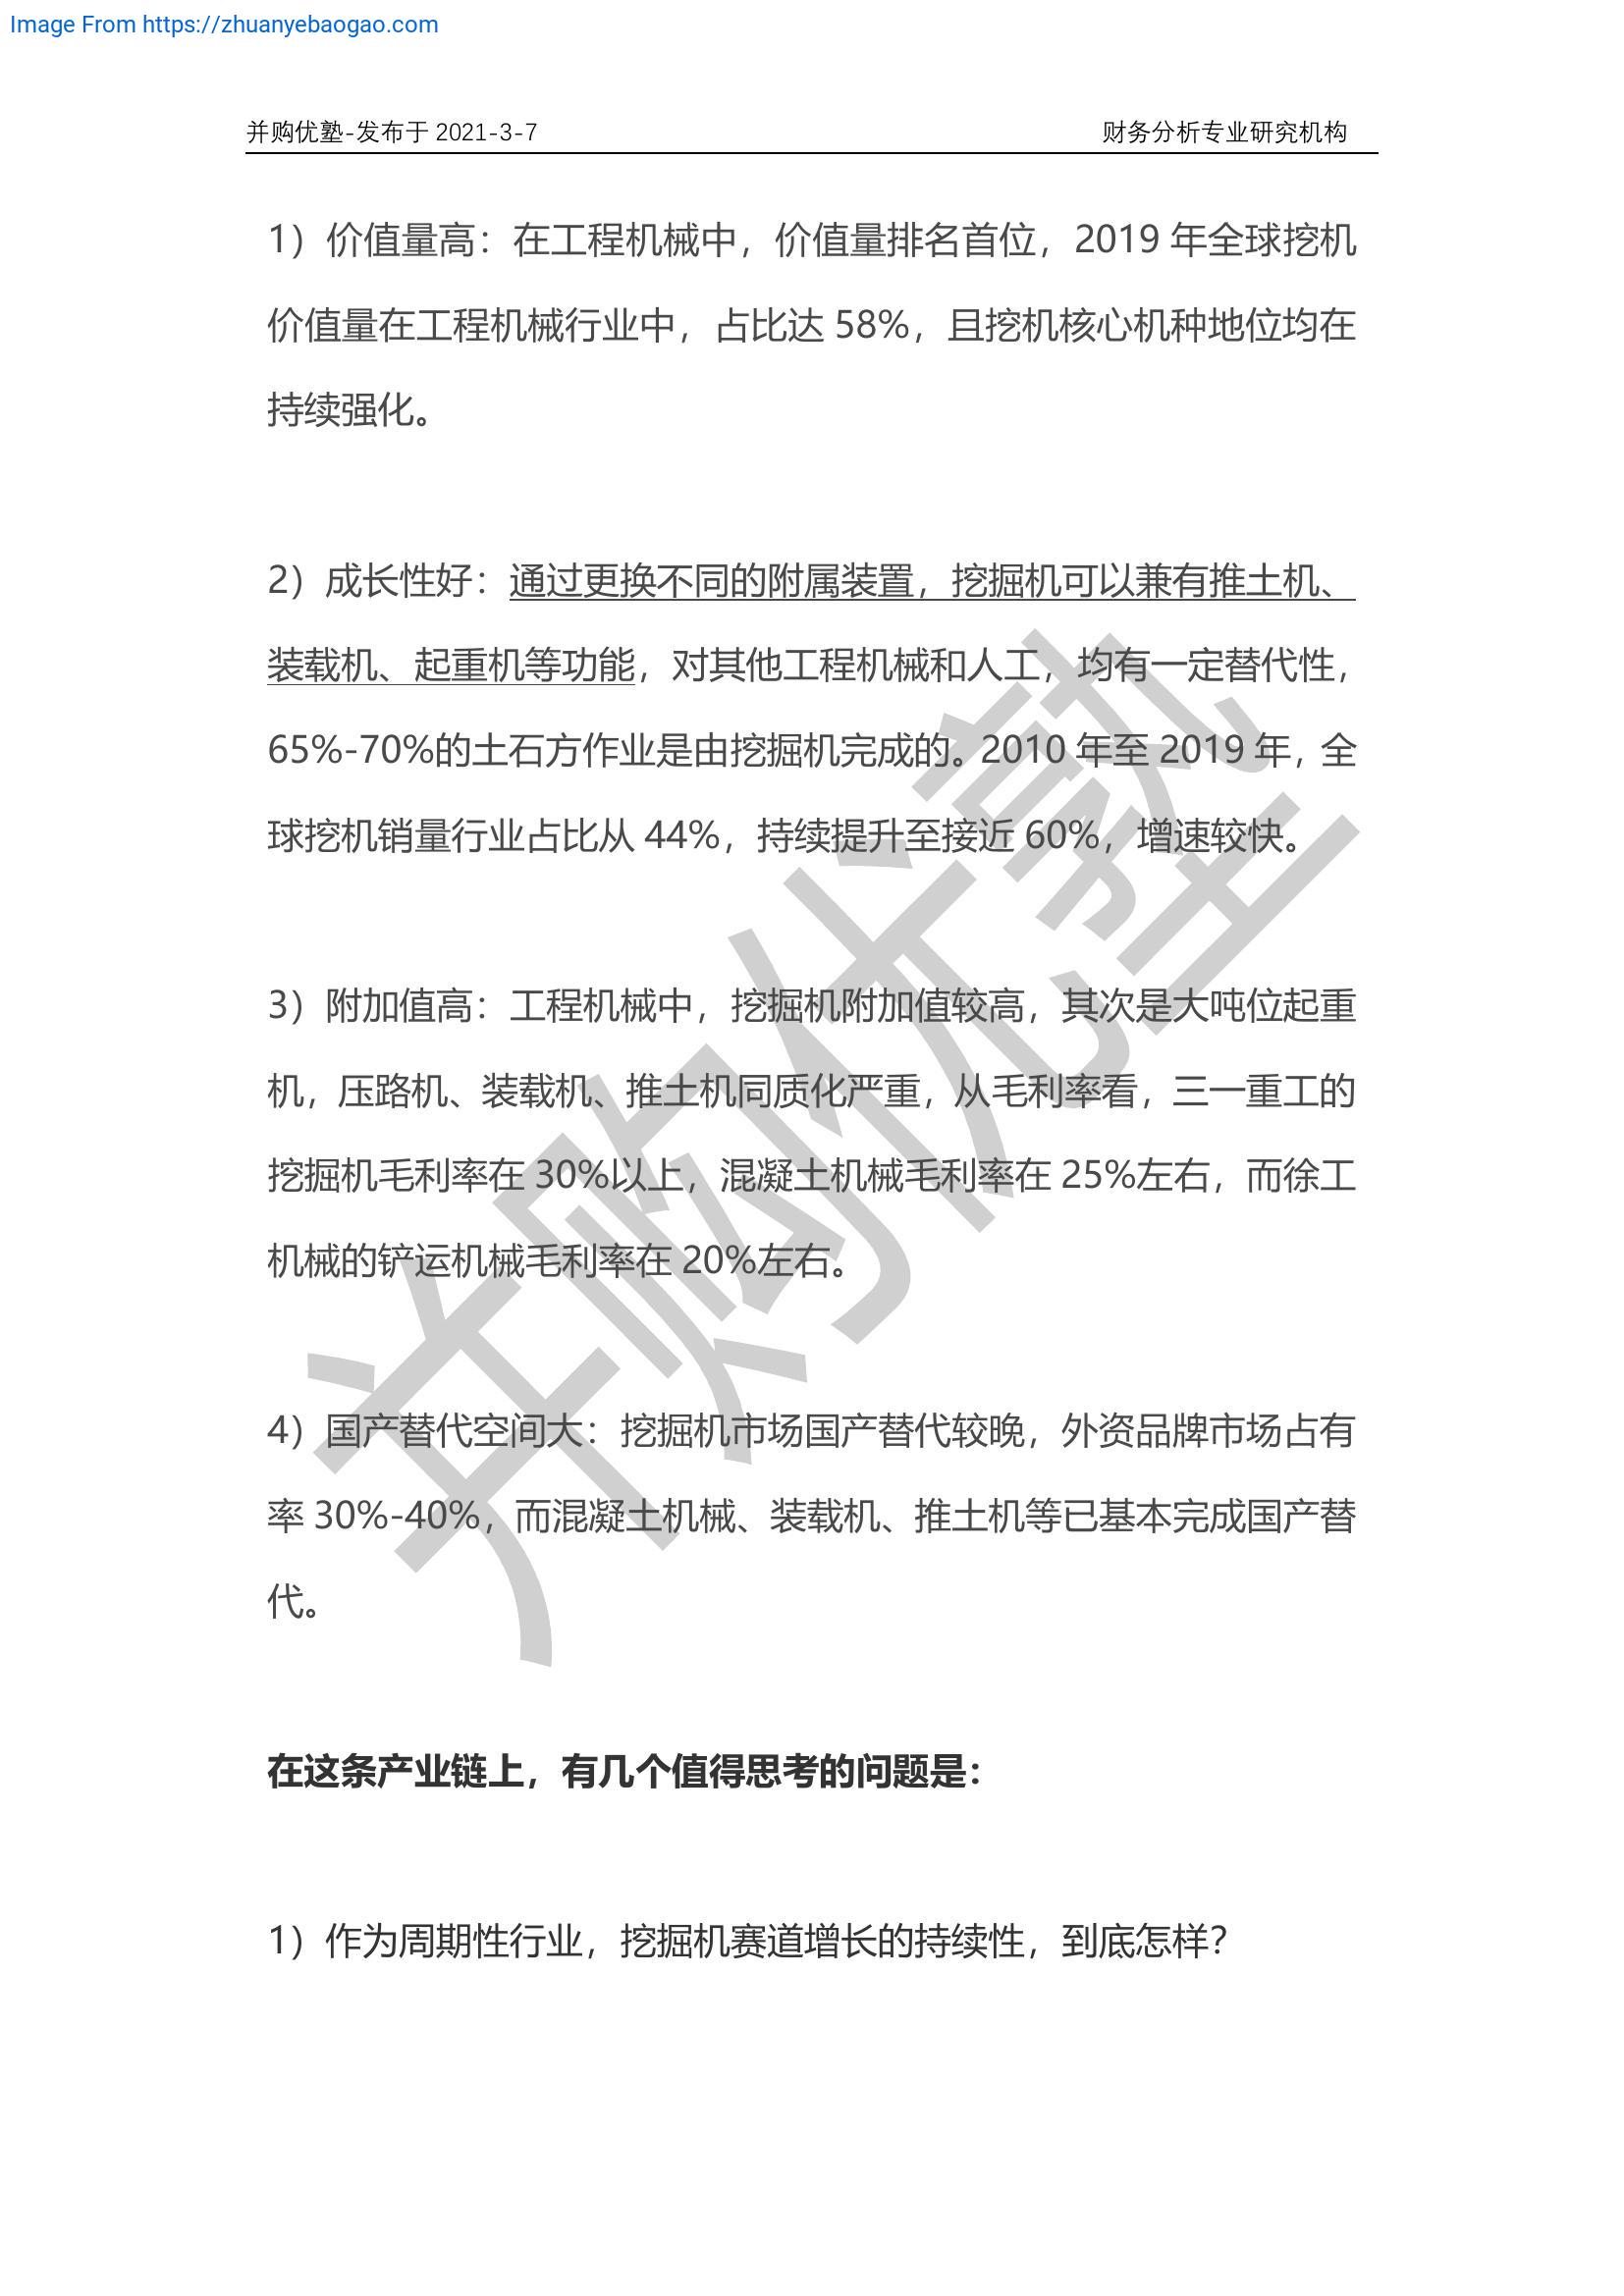 Image From https://zhuanyebaogao.com
并购优塾-发布于 2021-3-7 财务分析专业研究机构
1）价值量高：在工程机械中，价值量排名首位，2019 年全球挖机
价值量在工程机械行业中，占比达 58%，且挖机核心机种地位均在
持续强化。
2）成长性好：通过更换不同的附属装置，挖掘机可以兼有推土机、
装载机、起重机等功能，对其他工程机械和人工，均有一定替代性，
65%-70%的土石方作业是由挖掘机完成的。2010 年至 2019 年，全
球挖机销量行业占比从 44%，持续提升至接近 60%，增速较快。
3）附加值高：工程机械中，挖掘机附加值较高，其次是大吨位起重
机，压路机、装载机、推土机同质化严重，从毛利率看，三一重工的
挖掘机毛利率在 30%以上，混凝土机械毛利率在 25%左右，而徐工
机械的铲运机械毛利率在 20%左右。
4）国产替代空间大：挖掘机市场国产替代较晚，外资品牌市场占有
率 30%-40%，而混凝土机械、装载机、推土机等已基本完成国产替
代。
在这条产业链上，有几个值得思考的问题是：
1）作为周期性行业，挖掘机赛道增长的持续性，到底怎样？
并购优塾